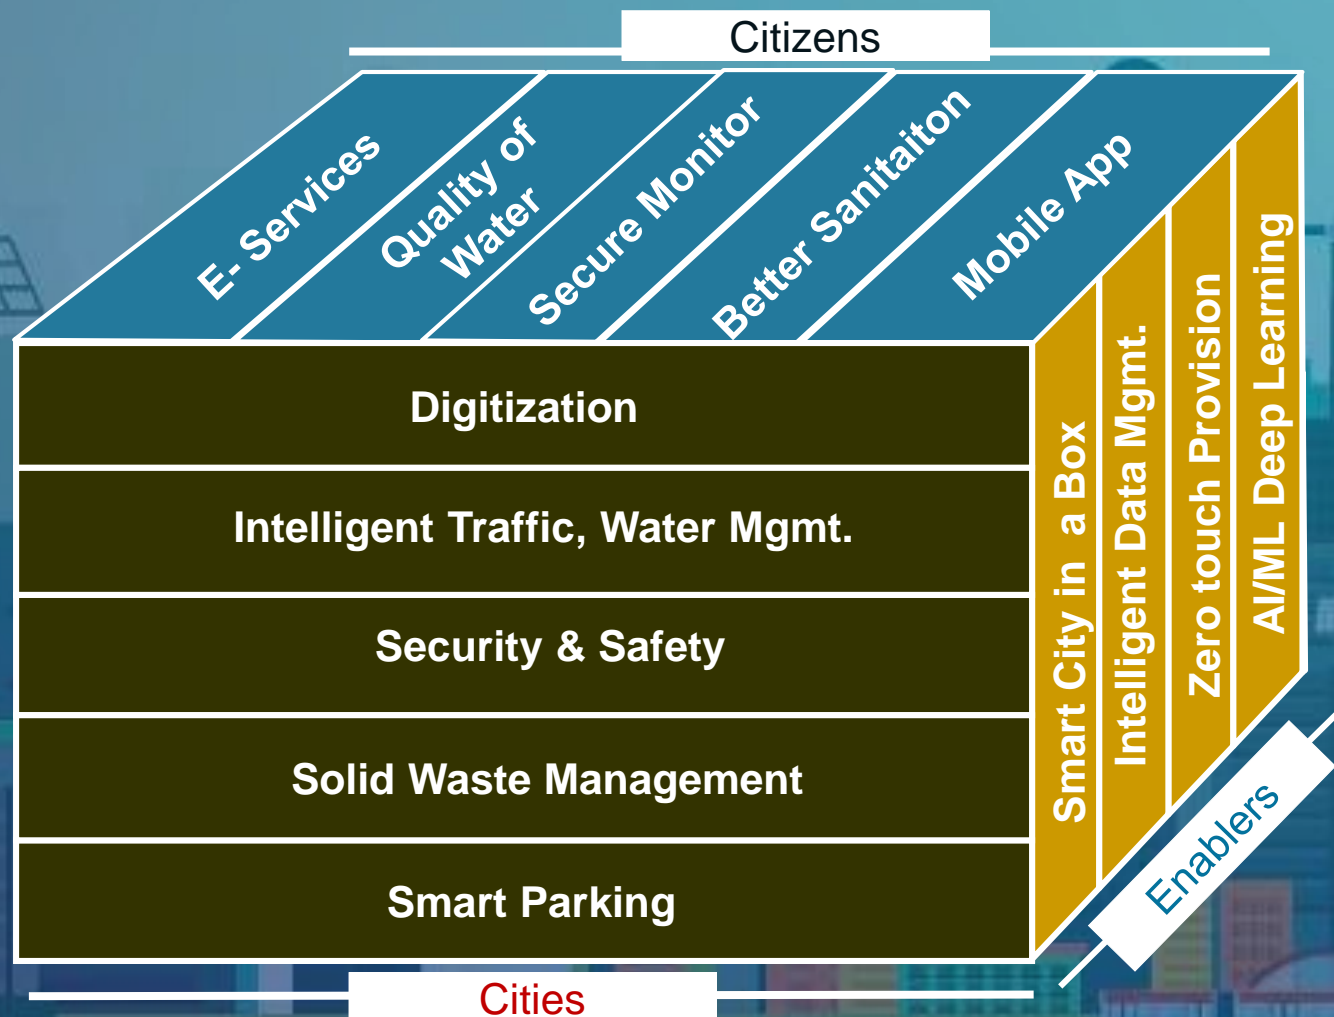 Citizens
E- Services
Quality of
Water
Secure Monitor
Better Sanitaiton
Mobile App
Digitization
Intelligent Traffic, Water Mgmt.
Security & Safety
Solid Waste Management
Smart Parking
Smart City in a Box
Intelligent Data Mgmt.
Zero touch Provision
AI/ML Deep Learning
Enablers
Cities